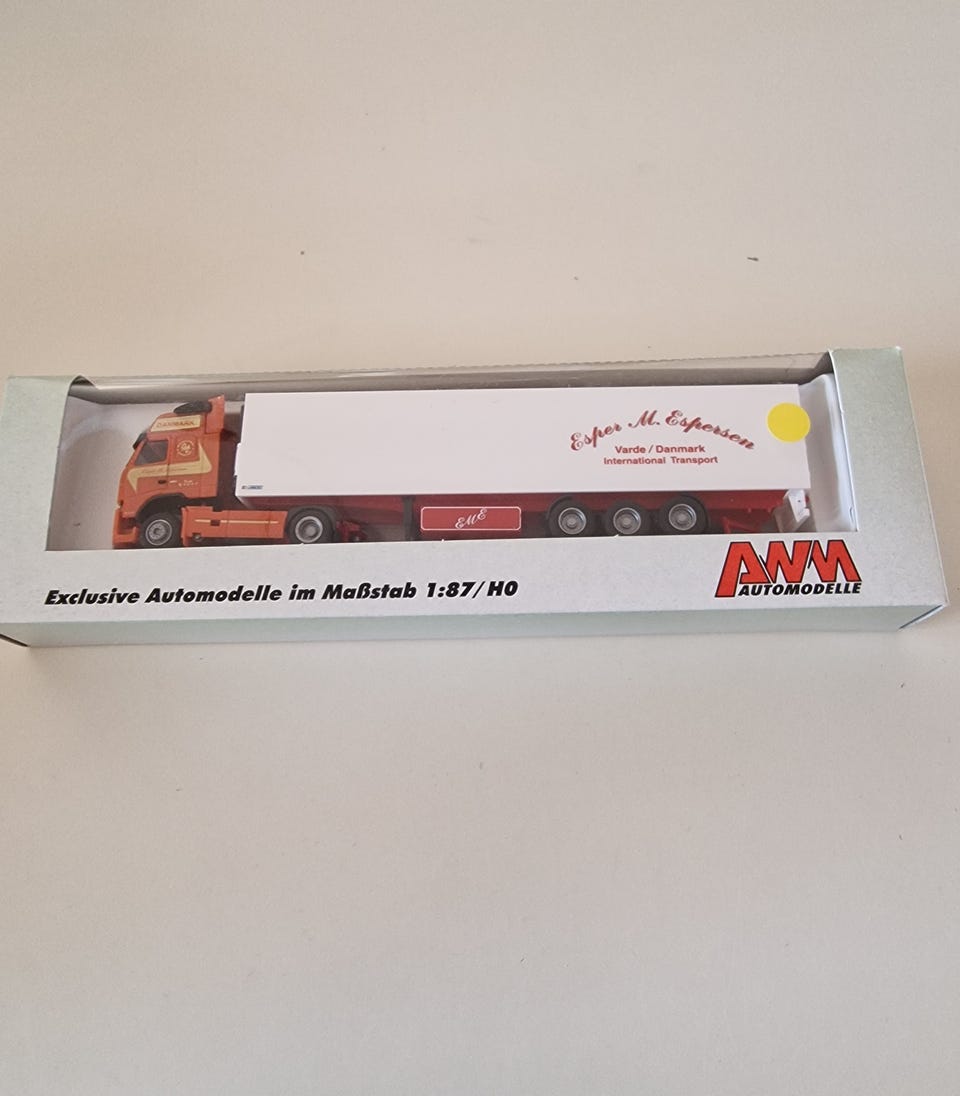 DANMARK
Esper M. Espersen
Varde / Danmark
International Transport
EME
Exclusive Automodelle im Maßstab 1:87/H0
AWM
AUTOMODELLE